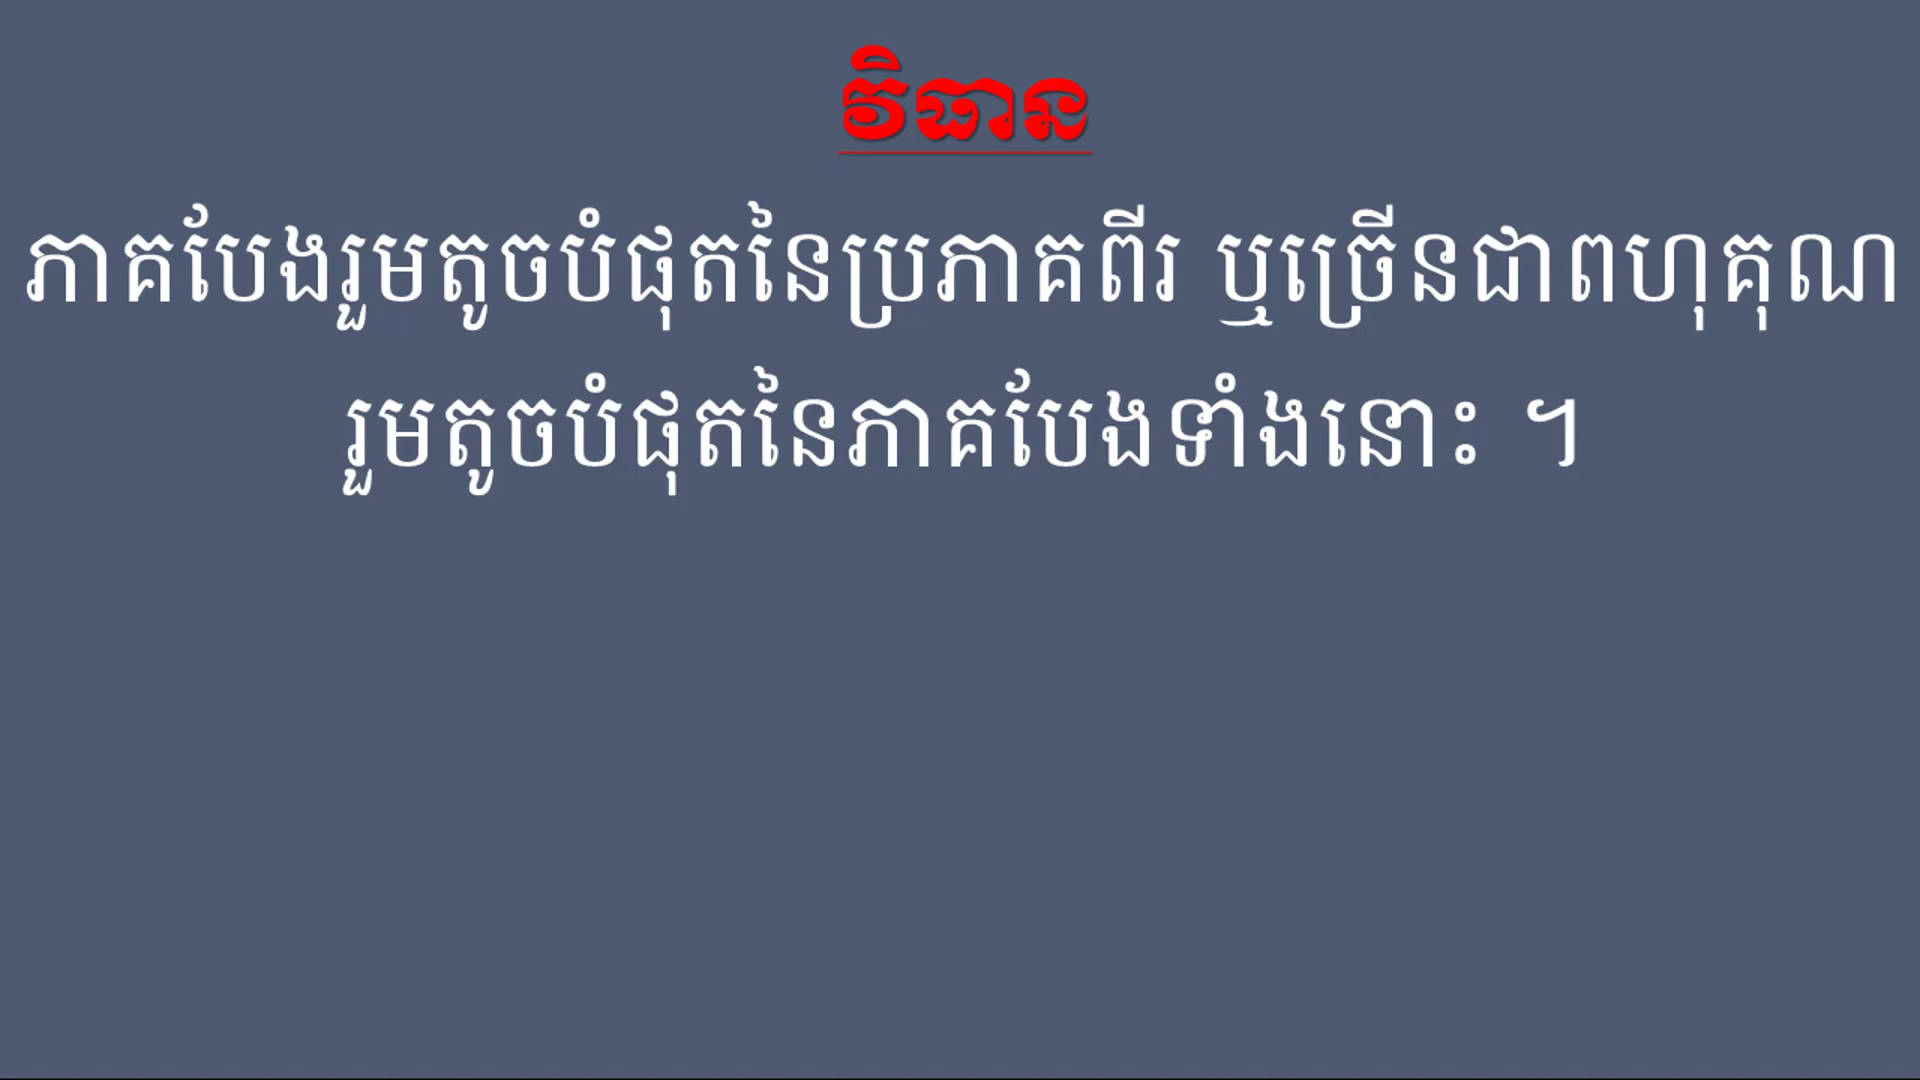 វិធាន
ភាគបែងរួមតូចបំផុតនៃប្រភាគពីរ ឬច្រើនជាពហុគុណ
រួមតូចបំផុតនៃភាគបែងទាំងនោះ ។